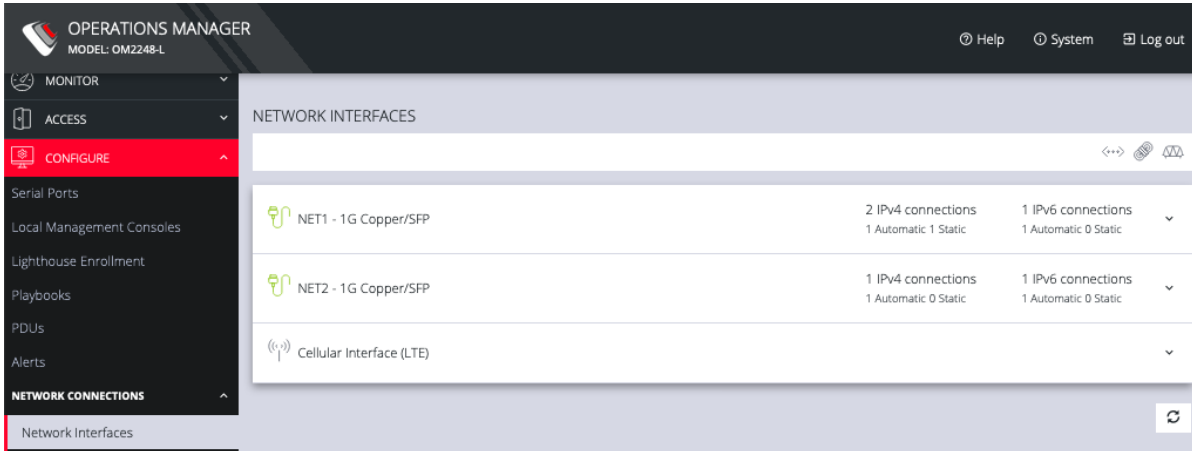 OPERATIONS MANAGER
MODEL: OM2248-L
Help
System
Log out
MONITOR
ACCESS
CONFIGURE
Serial Ports
Local Management Consoles
Lighthouse Enrollment
Playbooks
PDUs
Alerts
NETWORK CONNECTIONS
Network Interfaces
NETWORK INTERFACES
NET1 - 1G Copper/SFP
2 IPv4 connections
1 Automatic 1 Static
1 IPv6 connections
1 Automatic 0 Static
NET2 - 1G Copper/SFP
1 IPv4 connections
1 Automatic 0 Static
1 IPv6 connections
1 Automatic 0 Static
Cellular Interface (LTE)